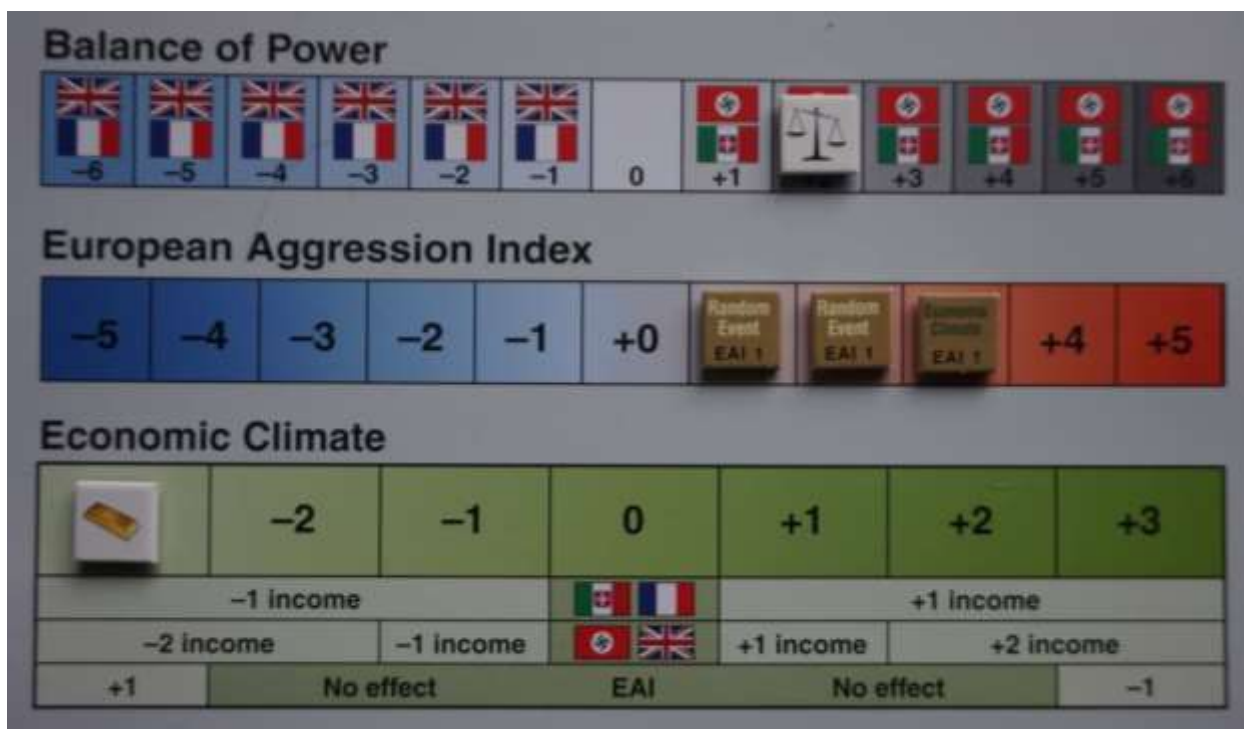 Balance of Power
–6 –5 –4 –3 –2 –1 0 +1 +3 +4 +5 +6
European Aggression Index
–5 –4 –3 –2 –1 +0 Random Event EAI 1 Random Event EAI 1 Economic Climate EAI 1 +4 +5
Economic Climate
–2 –1 0 +1 +2 +3
–1 income +1 income
–2 income –1 income +1 income +2 income
+1 No effect EAI No effect –1